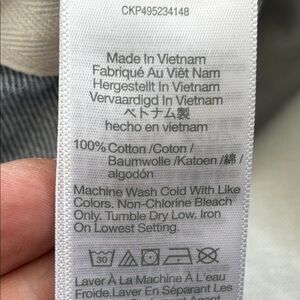 CKP495234148
Made In Vietnam
Fabriqué Au Viêt Nam
Hergestellt In Vietnam
Vervaardigd In Vietnam
ベトナム製
hecho en vietnam
100% Cotton /Coton /
Baumwolle /Katoen /綿 /
algodón
Machine Wash Cold With Like
Colors. Non-Chlorine Bleach
Only. Tumble Dry Low. Iron
On Lowest Setting.
30
Laver À La Machine À L'eau
Froide.Laver En Séparant Les